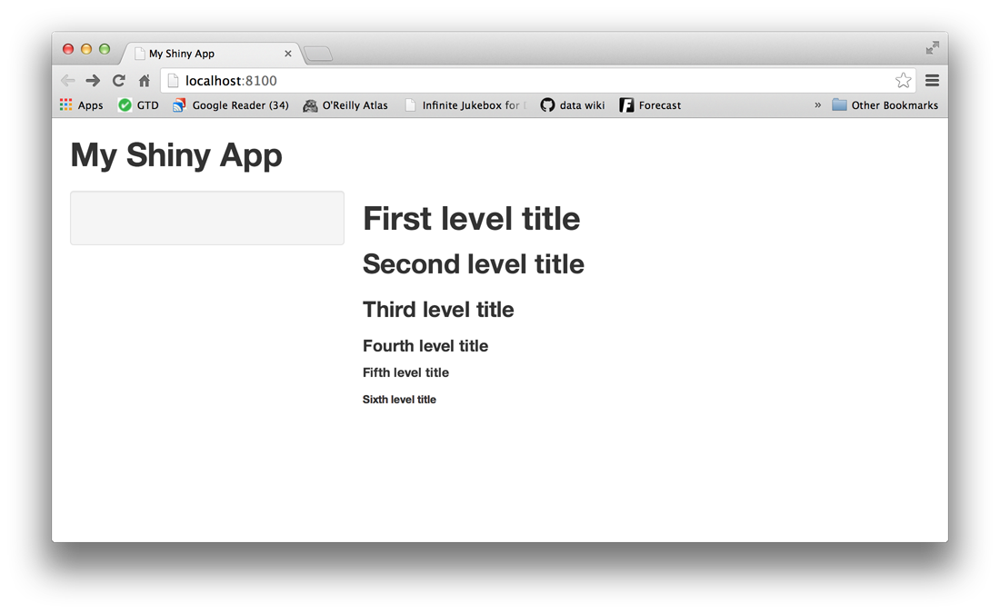 My Shiny App
localhost:8100
Apps GTD Google Reader (34) O'Reilly Atlas Infinite Jukebox for data wiki Forecast » Other Bookmarks
My Shiny App
First level title
Second level title
Third level title
Fourth level title
Fifth level title
Sixth level title